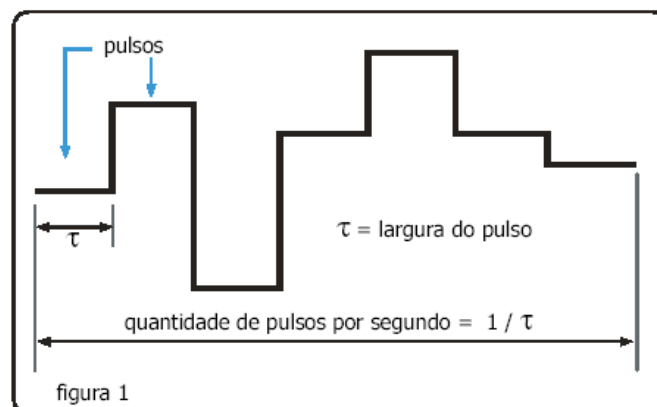 pulsos
τ
τ = largura do pulso
quantidade de pulsos por segundo = 1 / τ
figura 1